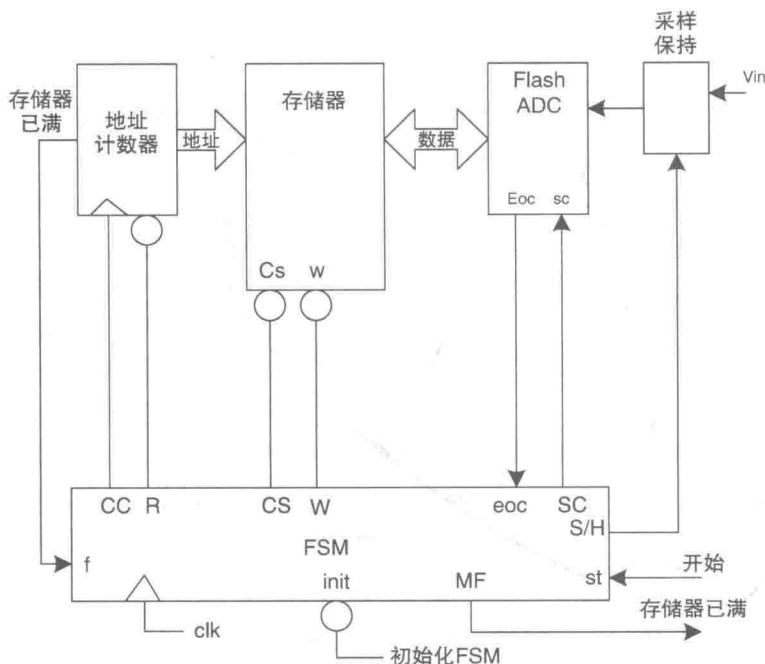 采样
保持
Vin
Flash
ADC
存储器
地址
计数器
存储器
已满
地址
数据
Eoc sc
Cs w
CC R CS W eoc SC
S/H
FSM
f init MF st
开始
clk
存储器已满
初始化FSM